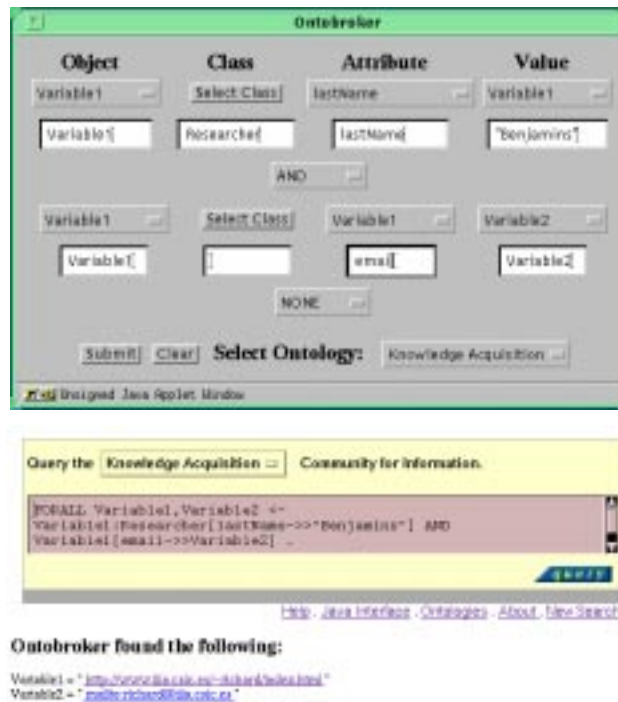 Ontobroker
Object Class Attribute Value
Variable1 Select Class lastName Variable1
Variable1 Researcher lastName "Benjamins"
AND
Variable1 Select Class Variable1 Variable2
Variable1 email Variable2
NONE
Submit Clear Select Ontology: Knowledge Acquisition
Unsigned Java Applet Window
Query the Knowledge Acquisition Community for Information.
FORALL Variable1,Variable2 <-
Variable1:Researcher[lastName->>"Benjamins"] AND
Variable1[email->>Variable2] .
query
Help . Java Interface . Ontologies . About . New Search
Ontobroker found the following:
Variable1 = "
Variable2 = "